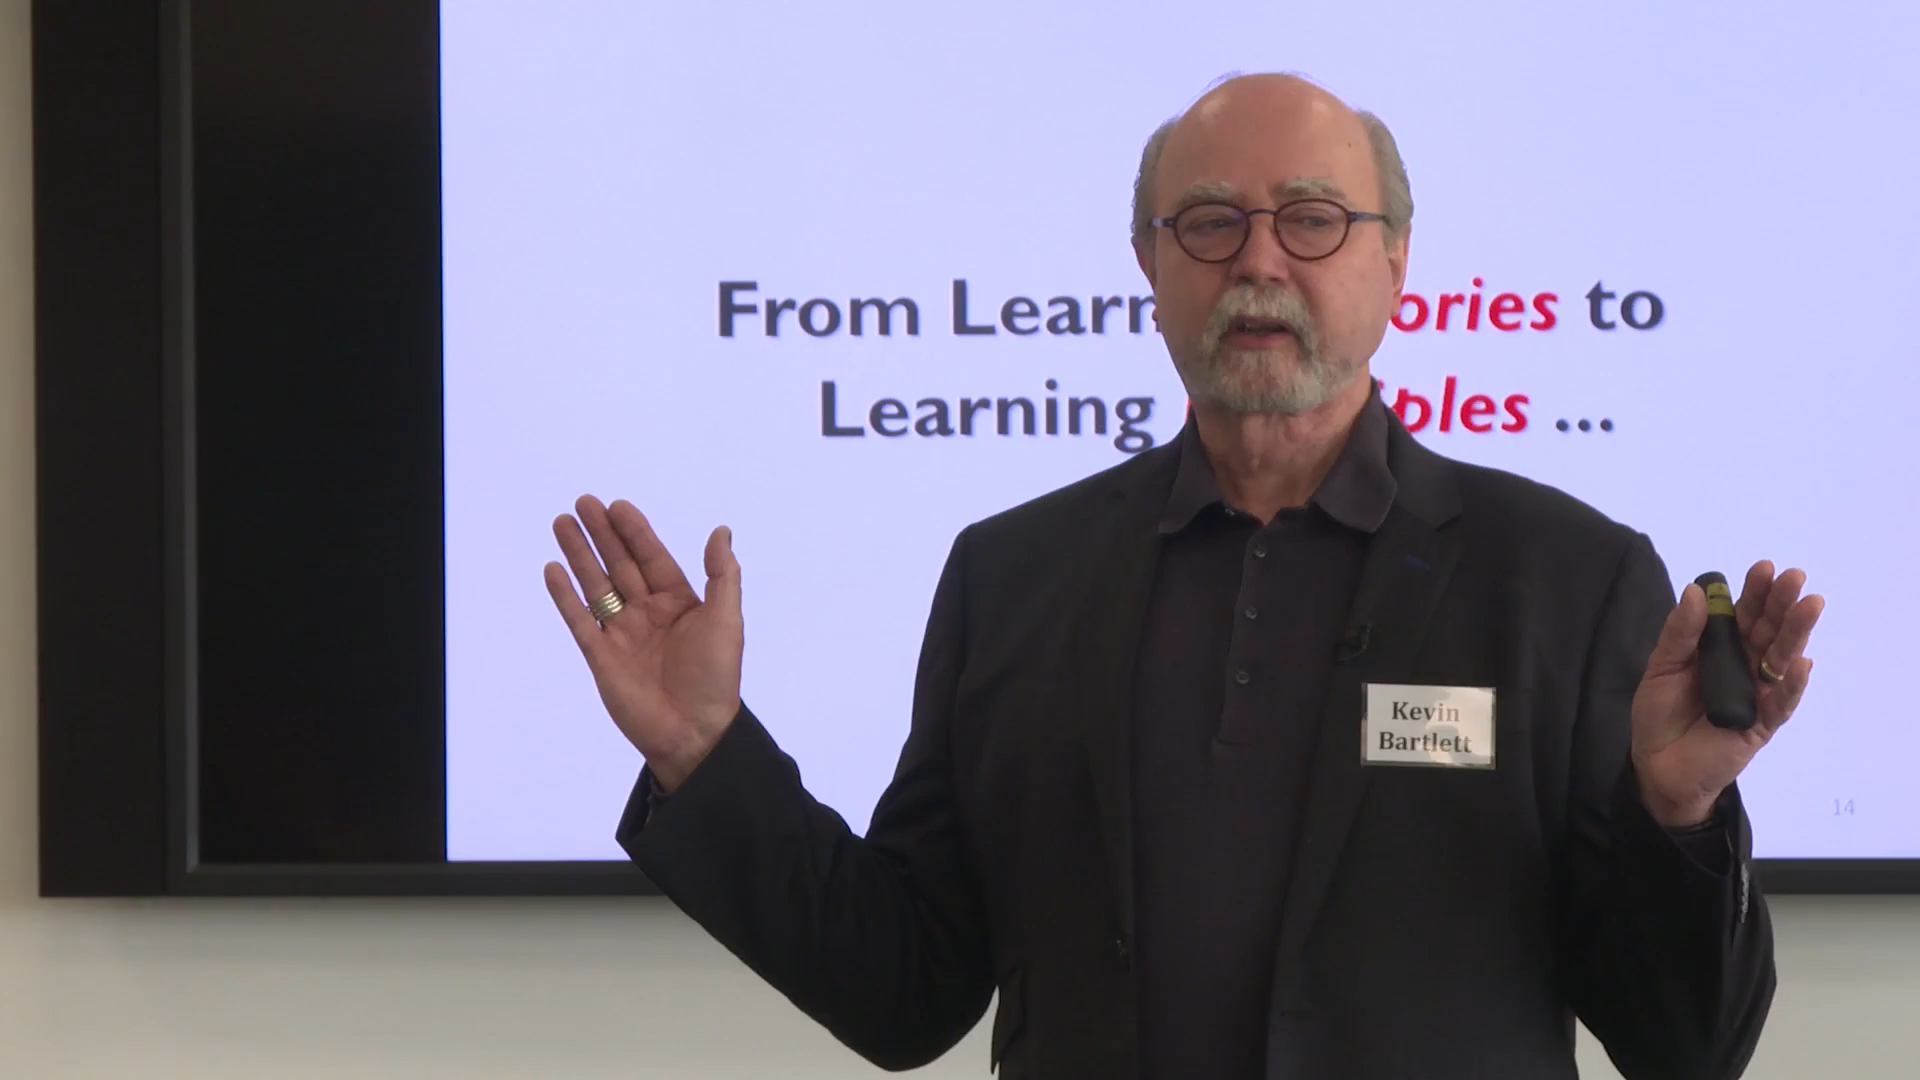 From Learn ories to
Learning ples ...
Kevin
Bartlett
14